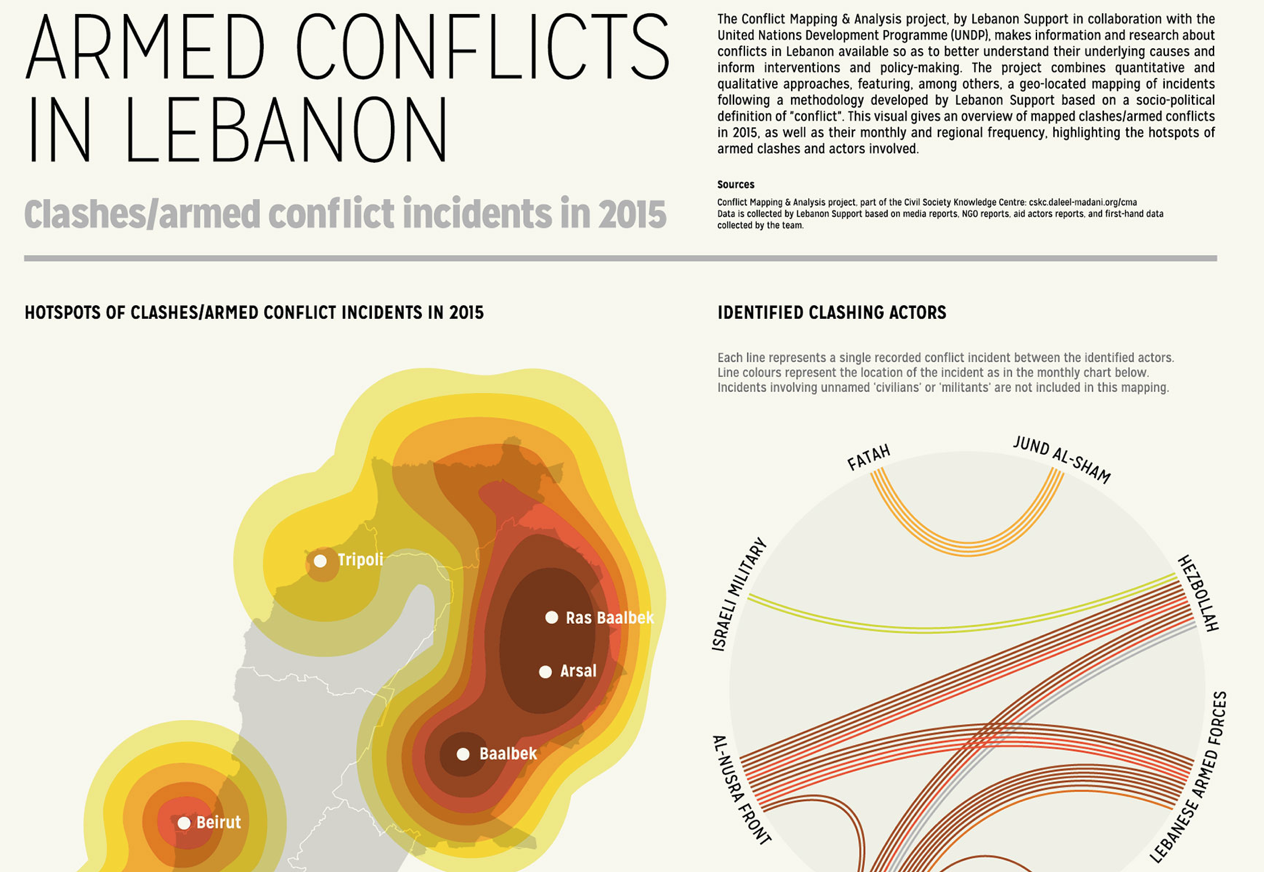 ARMED CONFLICTS
IN LEBANON
Clashes/armed conflict incidents in 2015
The Conflict Mapping & Analysis project, by Lebanon Support in collaboration with the
United Nations Development Programme (UNDP), makes information and research about
conflicts in Lebanon available so as to better understand their underlying causes and
inform interventions and policy-making. The project combines quantitative and
qualitative approaches, featuring, among others, a geo-located mapping of incidents
following a methodology developed by Lebanon Support based on a socio-political
definition of "conflict". This visual gives an overview of mapped clashes/armed conflicts
in 2015, as well as their monthly and regional frequency, highlighting the hotspots of
armed clashes and actors involved.
Sources
Conflict Mapping & Analysis project, part of the Civil Society Knowledge Centre: cskc.daleel-madani.org/cma
Data is collected by Lebanon Support based on media reports, NGO reports, aid actors reports, and first-hand data
collected by the team.
HOTSPOTS OF CLASHES/ARMED CONFLICT INCIDENTS IN 2015
Tripoli
Ras Baalbek
Arsal
Baalbek
Beirut
IDENTIFIED CLASHING ACTORS
Each line represents a single recorded conflict incident between the identified actors.
Line colours represent the location of the incident as in the monthly chart below.
Incidents involving unnamed 'civilians' or 'militants' are not included in this mapping.
FATAH
JUND AL-SHAM
ISRAELI MILITARY
HEZBOLLAH
AL-NUSRA FRONT
LEBANESE ARMED FORCES